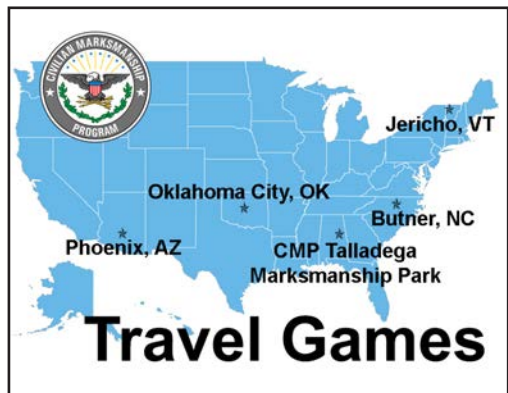 CIVILIAN MARKSMANSHIP
PROGRAM
Jericho, VT
Oklahoma City, OK
Butner, NC
Phoenix, AZ
CMP Talladega
Marksmanship Park
Travel Games